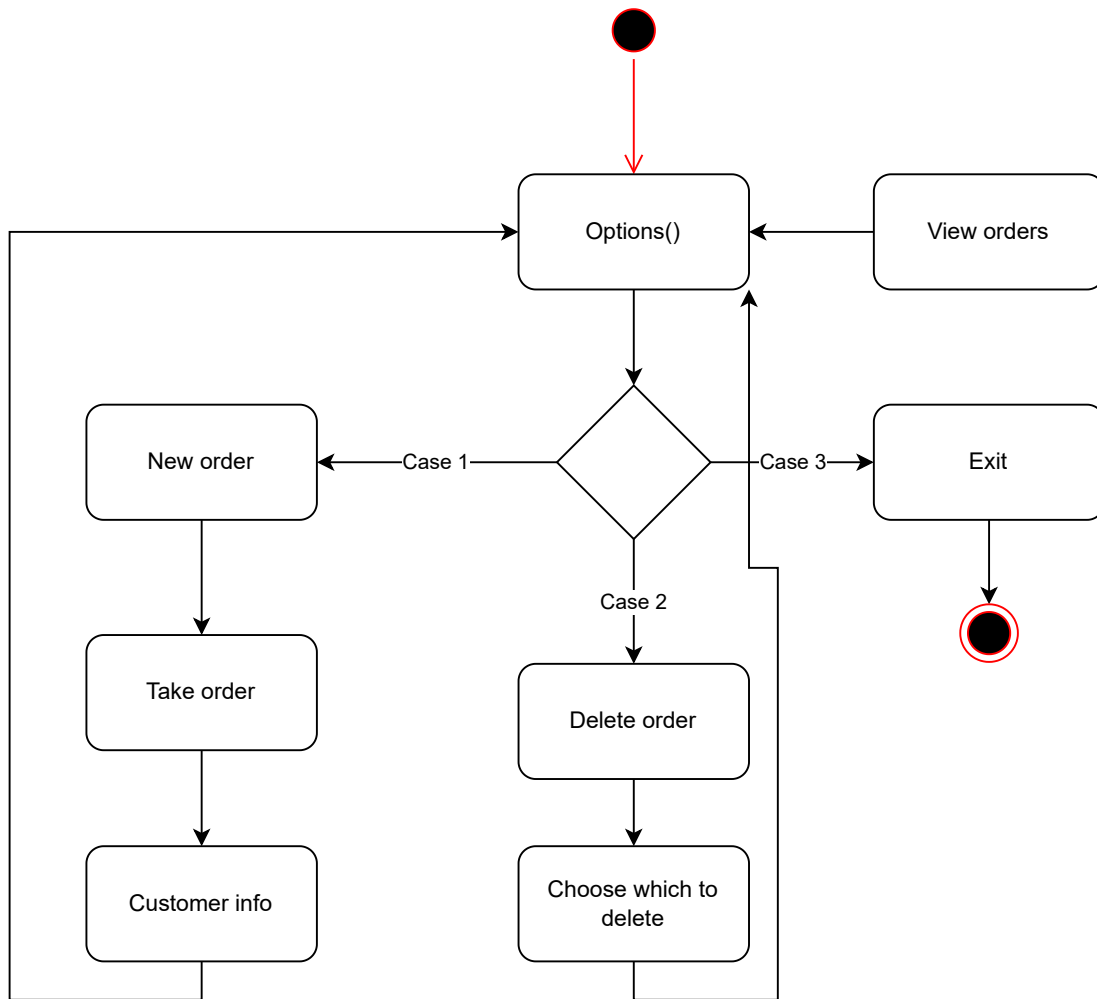 Options()
View orders
New order
Case 1
Case 3
Exit
Case 2
Take order
Delete order
Customer info
Choose which to
delete